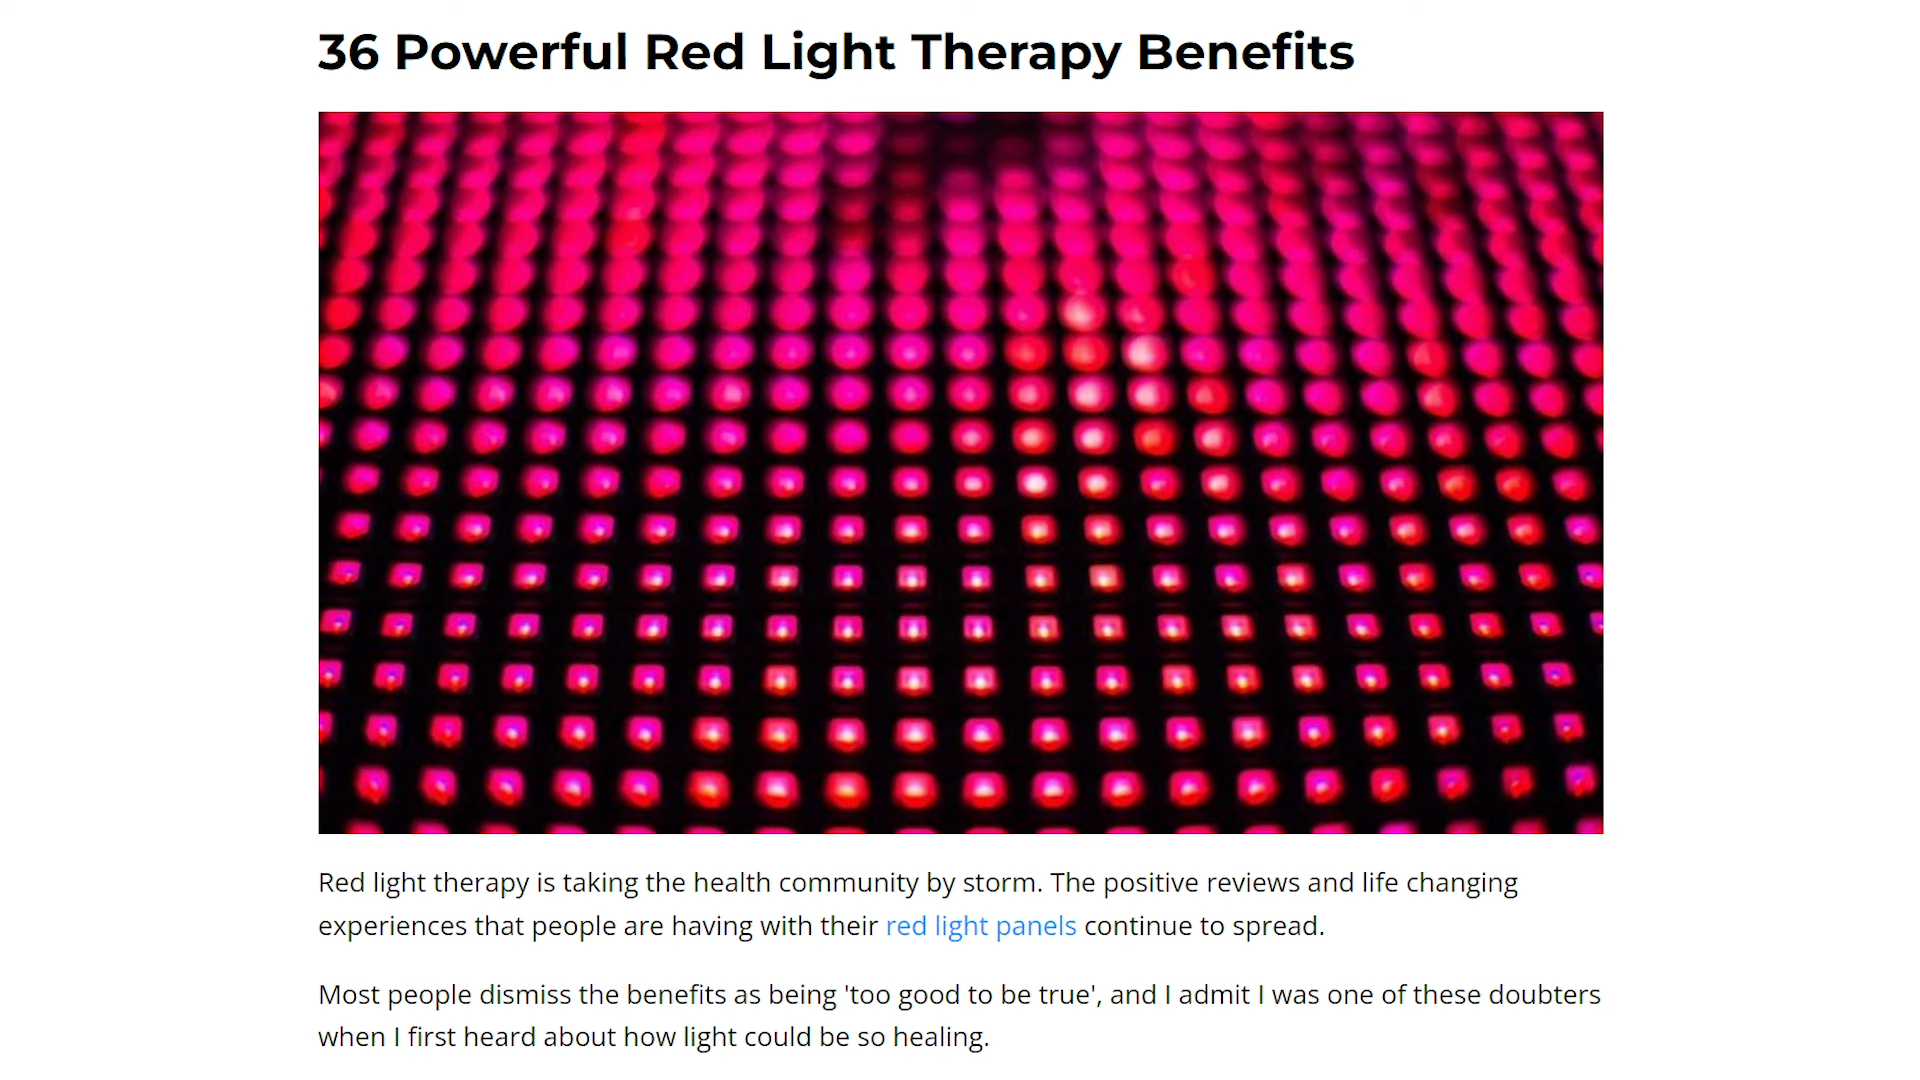 36 Powerful Red Light Therapy Benefits
Red light therapy is taking the health community by storm. The positive reviews and life changing
experiences that people are having with their red light panels continue to spread.
Most people dismiss the benefits as being 'too good to be true', and I admit I was one of these doubters
when I first heard about how light could be so healing.